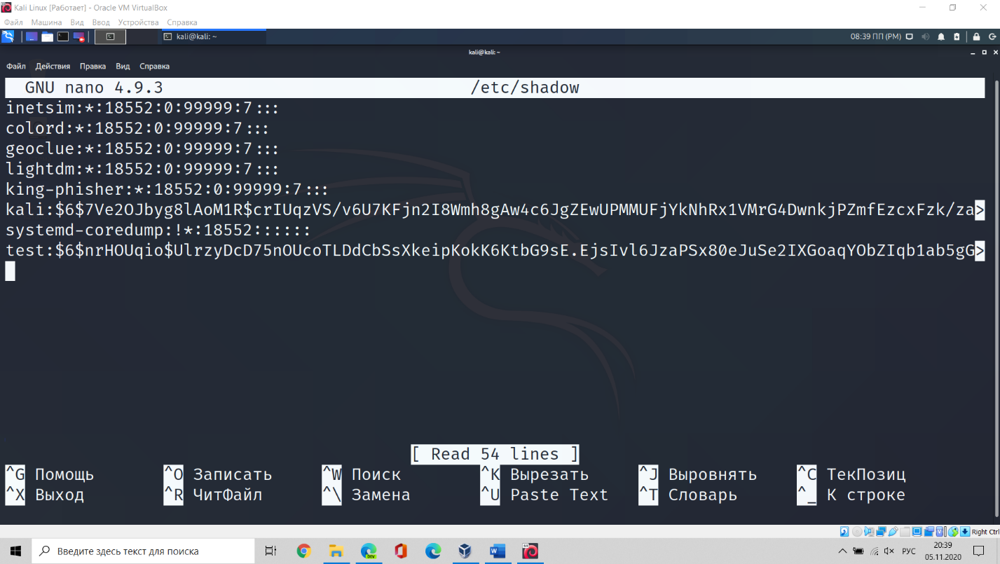 Kali Linux [Работает] - Oracle VM VirtualBox
Файл Машина Вид Ввод Устройства Справка
kali@kali: ~ 08:39 ПП (PM)
kali@kali: ~
Файл Действия Правка Вид Справка
GNU nano 4.9.3 /etc/shadow
inetsim:*:18552:0:99999:7:::
colord:*:18552:0:99999:7:::
geoclue:*:18552:0:99999:7:::
lightdm:*:18552:0:99999:7:::
king-phisher:*:18552:0:99999:7:::
kali:$6$7Ve2OJbyg8lAoM1R$crIUqzVS/v6U7KFjn2I8Wmh8gAw4c6JgZEwUPMMUFjYkNhRx1VMrG4DwnkjPZmfEzcxFzk/za>
systemd-coredump:!*:18552::::::
test:$6$nrHOUqio$UlrzyDcD75nOUcoTLDdCbSsXkeipKokK6KtbG9sE.EjsIvl6JzaPSx80eJuSe2IXGoaqYObZIqb1ab5gG>
[ Read 54 lines ]
^G Помощь ^O Записать ^W Поиск ^K Вырезать ^J Выровнять ^C ТекПозиц
^X Выход ^R ЧитФайл ^\ Замена ^U Paste Text ^T Словарь ^_ К строке
Right Ctrl
Введите здесь текст для поиска DEV РУС 20:39
05.11.2020